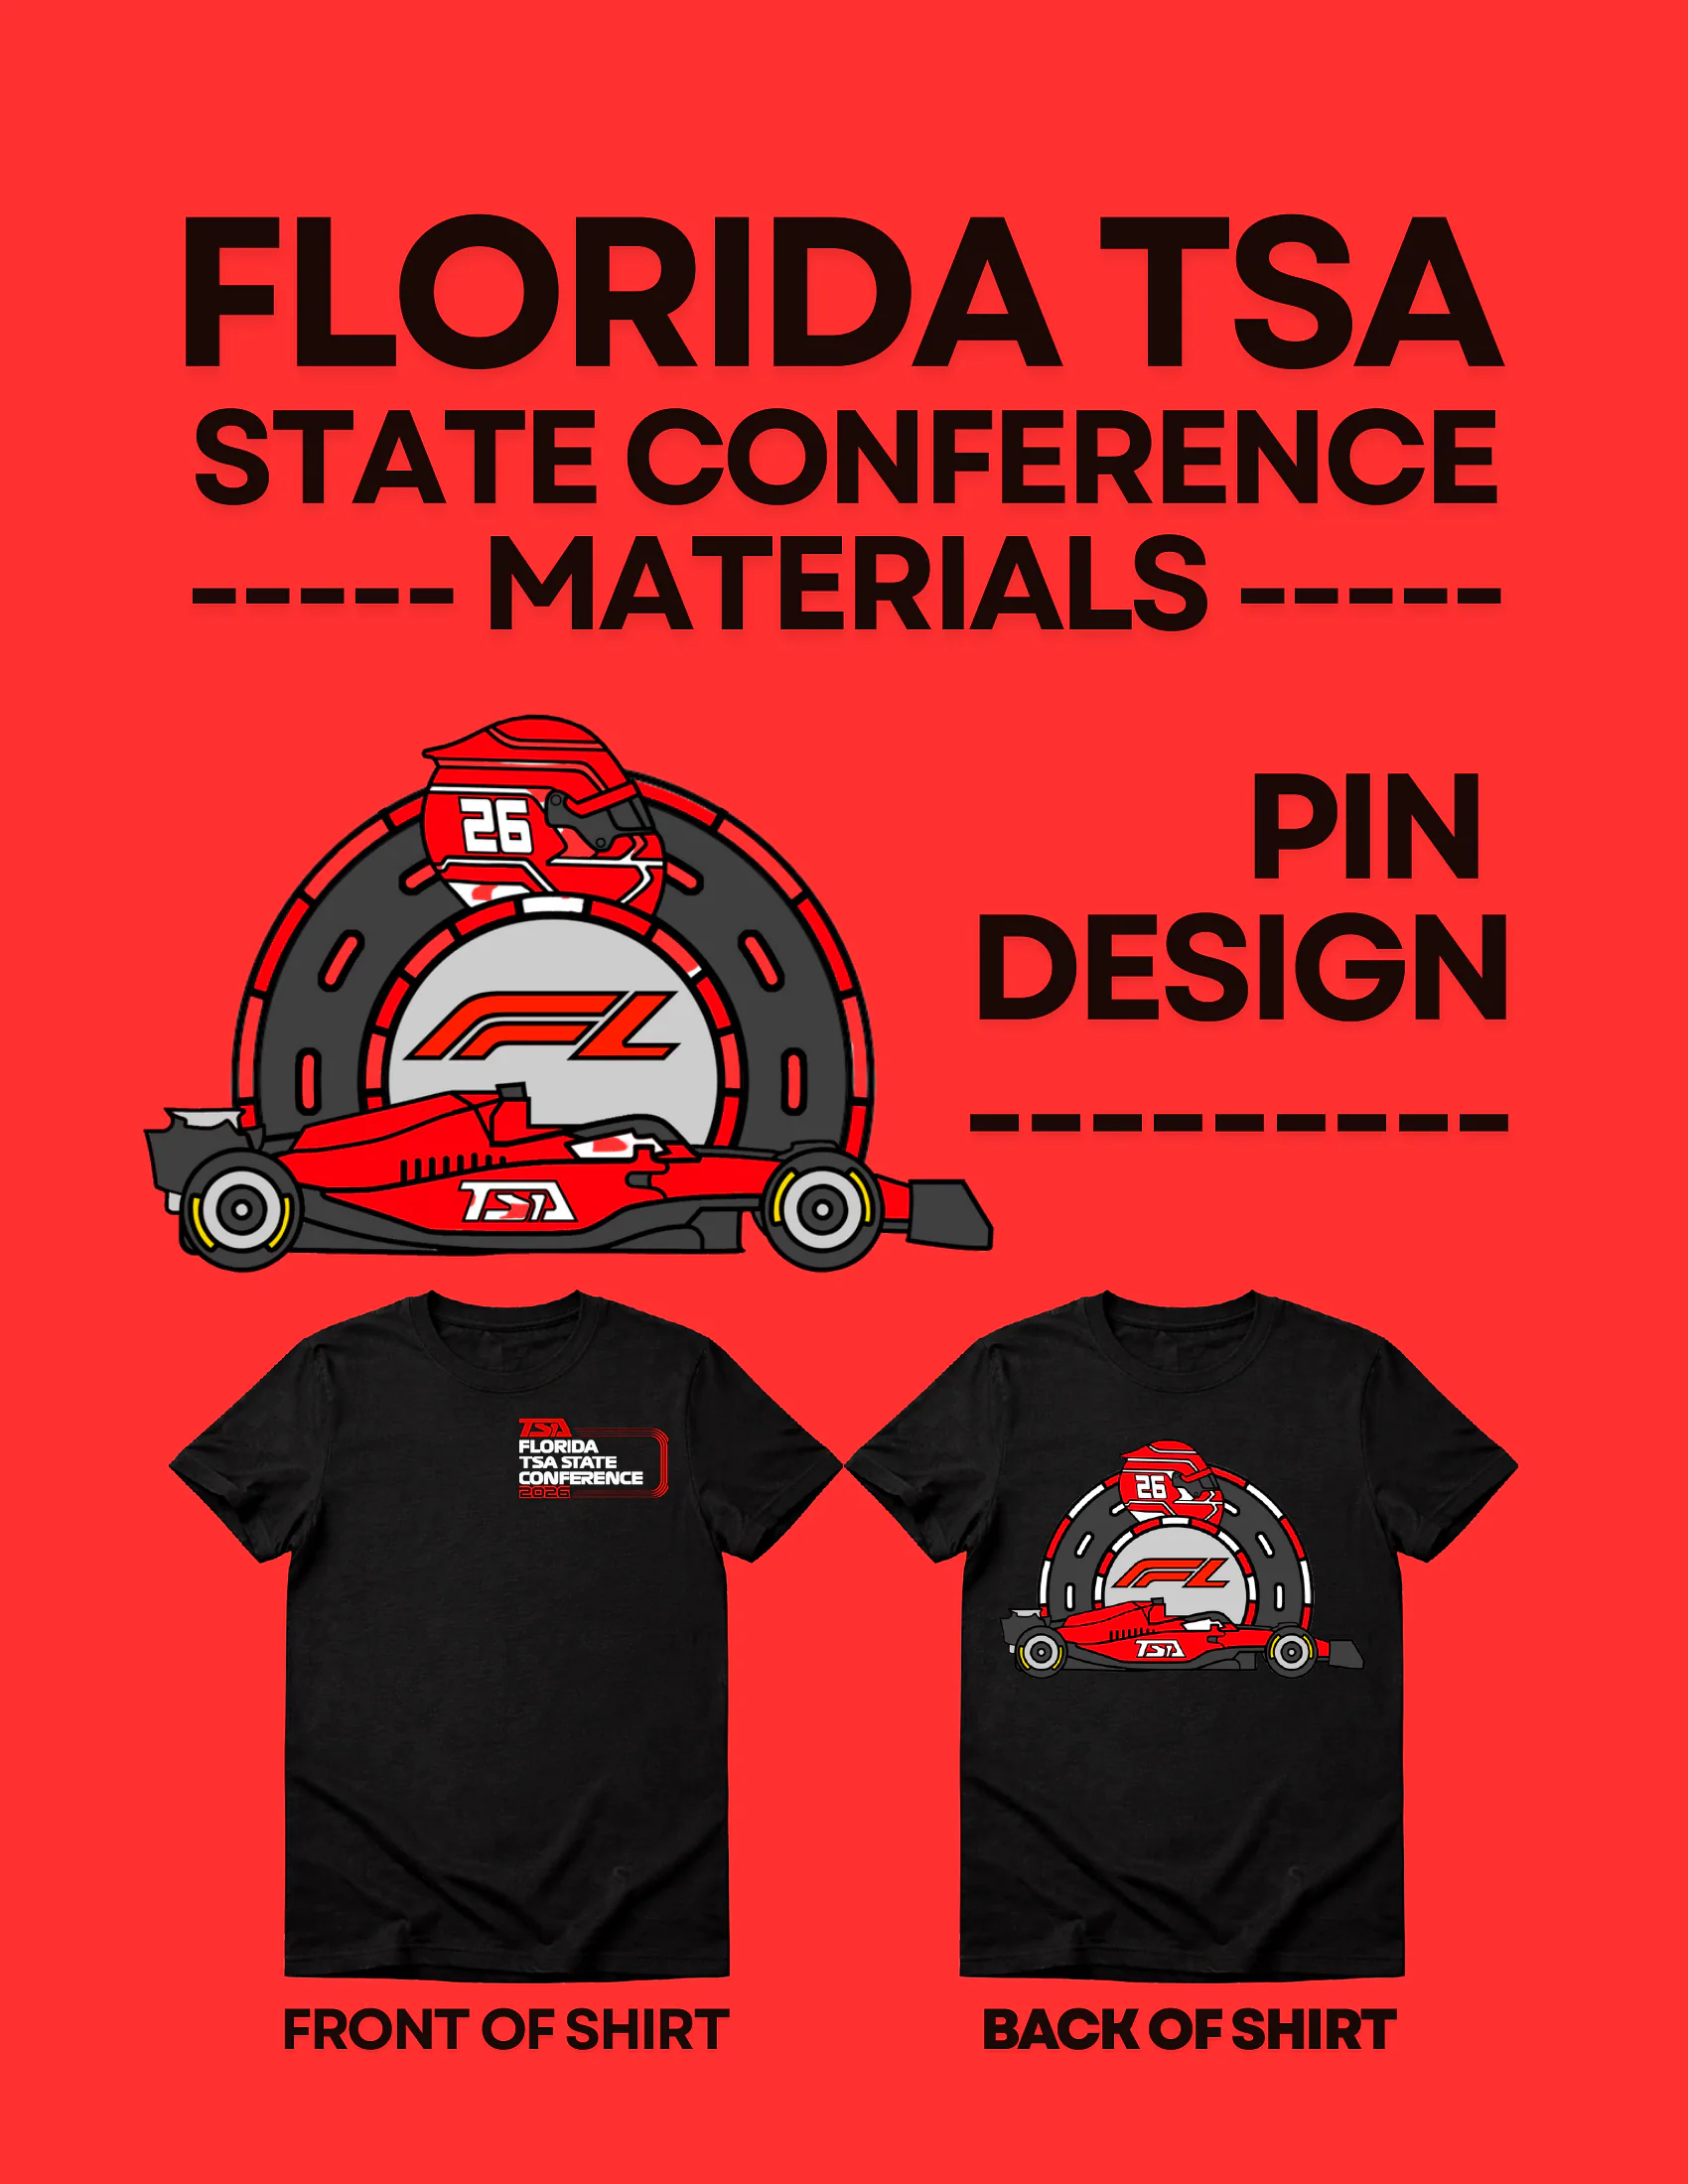 FLORIDA TSA
STATE CONFERENCE
----- MATERIALS -----
26
FL
TSA
PIN
DESIGN
---------
TSA
FLORIDA
TSA STATE
CONFERENCE
2026
26
FL
TSA
FRONT OF SHIRT
BACK OF SHIRT